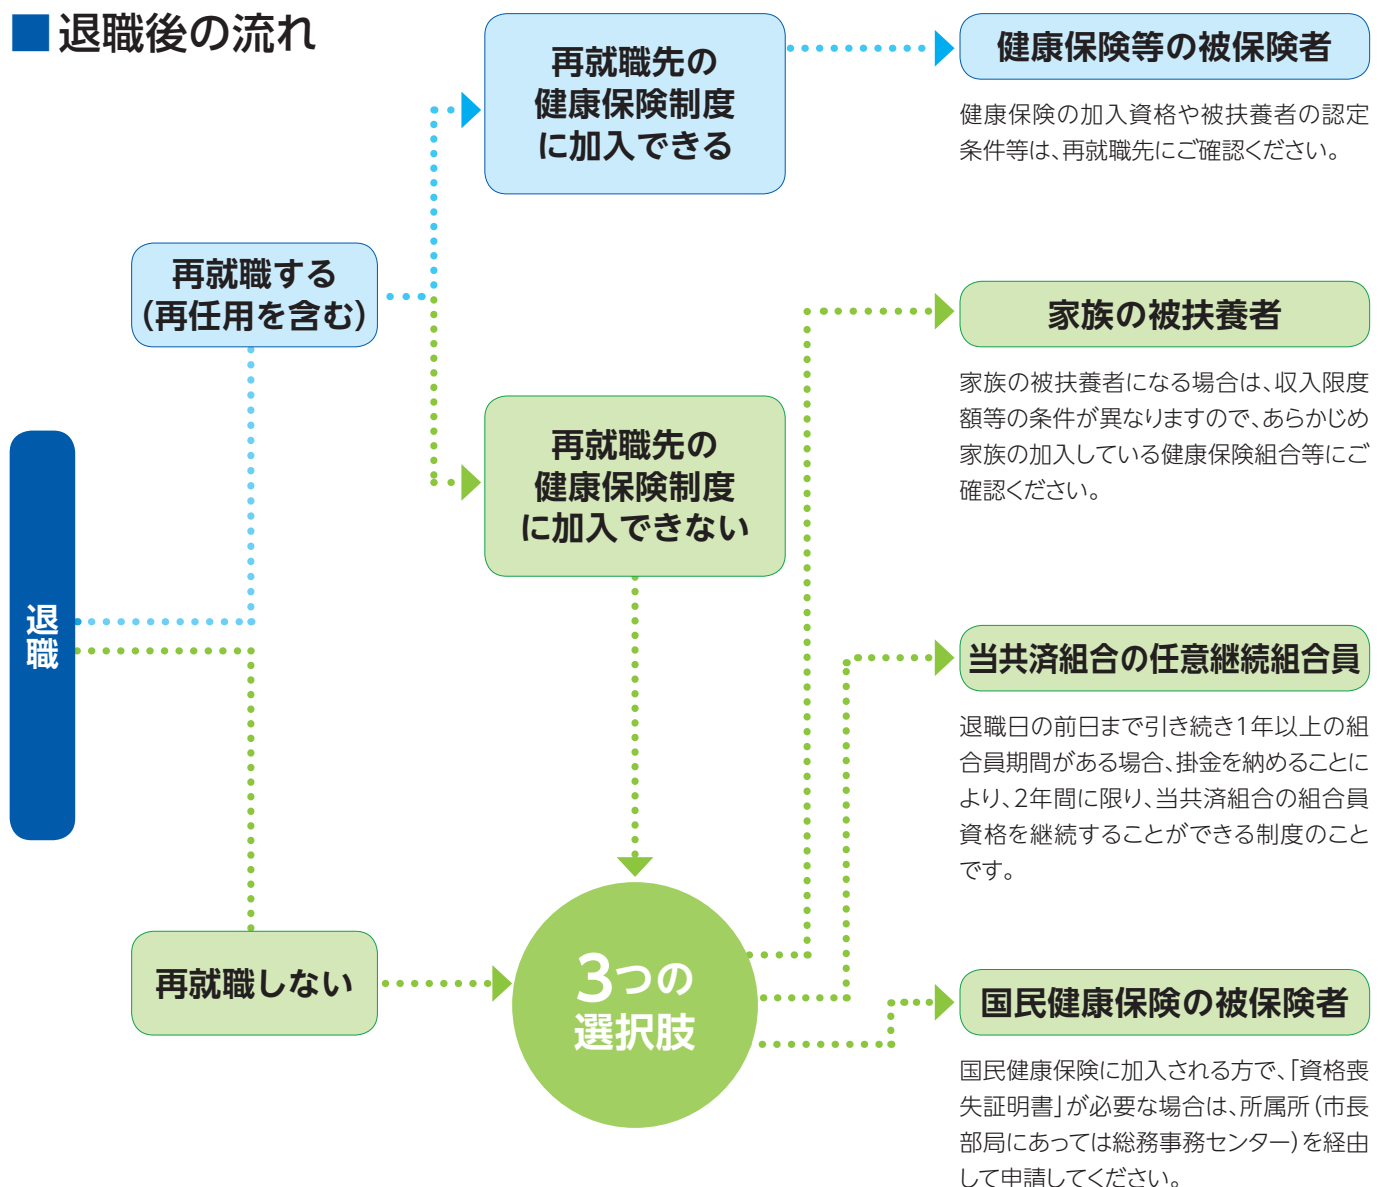 退職後の流れ
再就職先の
健康保険制度
に加入できる
健康保険等の被保険者
健康保険の加入資格や被扶養者の認定
条件等は、再就職先にご確認ください。
再就職する
（再任用を含む）
家族の被扶養者
家族の被扶養者になる場合は、収入限度
額等の条件が異なりますので、あらかじめ
家族の加入している健康保険組合等にご
確認ください。
再就職先の
健康保険制度
に加入できない
退職
当共済組合の任意継続組合員
退職日の前日まで引き続き1年以上の組
合員期間がある場合、掛金を納めることに
より、2年間に限り、当共済組合の組合員
資格を継続することができる制度のこと
です。
再就職しない
3つの
選択肢
国民健康保険の被保険者
国民健康保険に加入される方で、「資格喪
失証明書」が必要な場合は、所属所（市長
部局にあっては総務事務センター）を経由
して申請してください。